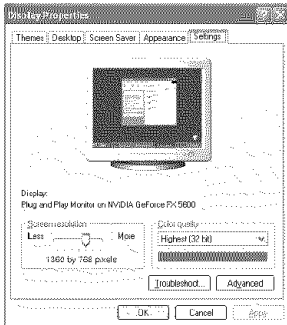 Display Properties
Themes Desktop Screen Saver Appearance Settings
Display:
Plug and Play Monitor on NVIDIA GeForce FX 5600
Screen resolution
Less More
1360 by 768 pixels
Color quality
Highest (32 bit)
Troubleshoot... Advanced
OK Cancel Apply